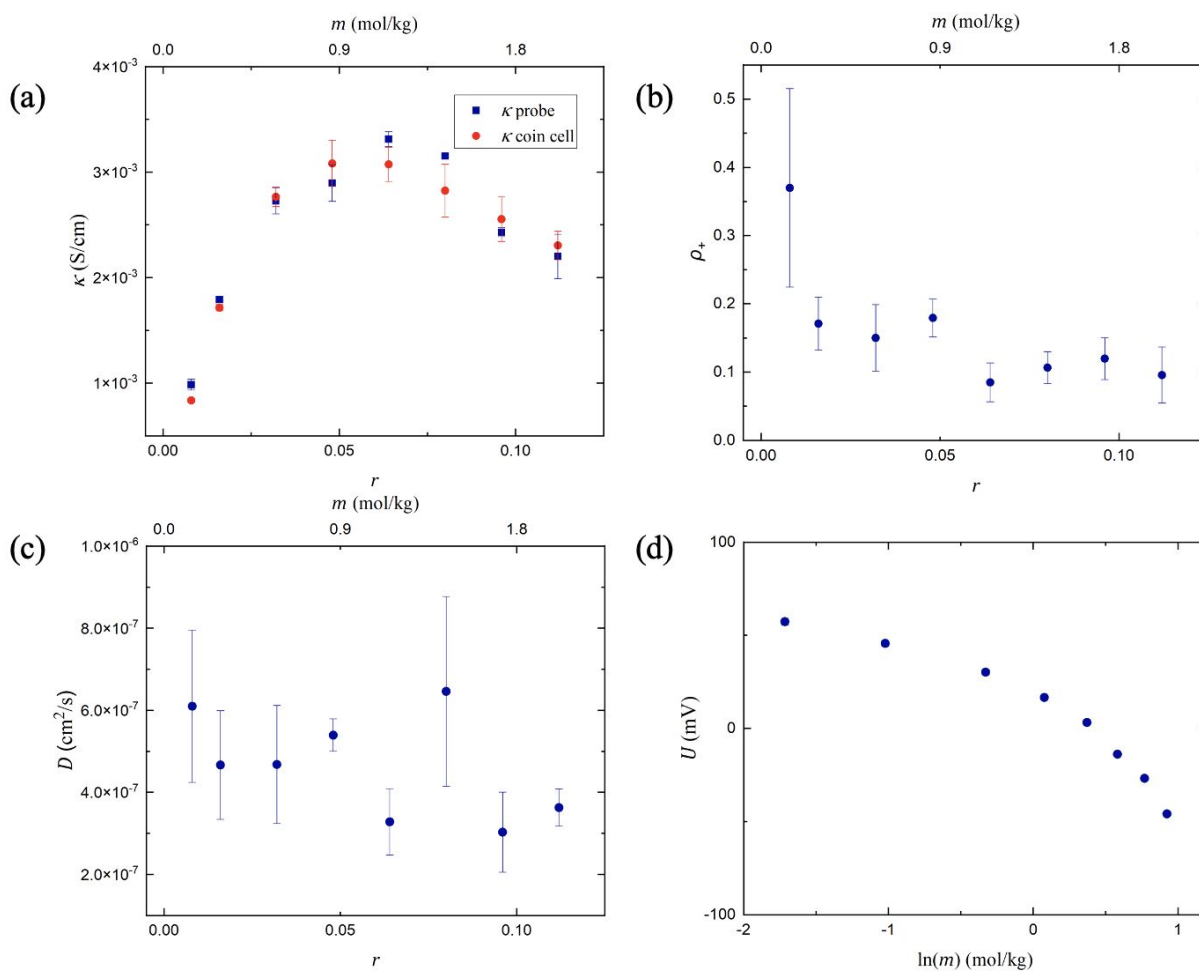 (a)
m (mol/kg)
0.0 0.9 1.8
4×10⁻³
3×10⁻³
2×10⁻³
1×10⁻³
κ (S/cm)
κ probe
κ coin cell
0.00 0.05 0.10
r
(b)
m (mol/kg)
0.0 0.9 1.8
0.5
0.4
0.3
0.2
0.1
0.0
ρ₊
0.00 0.05 0.10
r
(c)
m (mol/kg)
0.0 0.9 1.8
1.0×10⁻⁶
8.0×10⁻⁷
6.0×10⁻⁷
4.0×10⁻⁷
2.0×10⁻⁷
D (cm²/s)
0.00 0.05 0.10
r
(d)
100
0
-100
U (mV)
-2 -1 0 1
ln(m) (mol/kg)